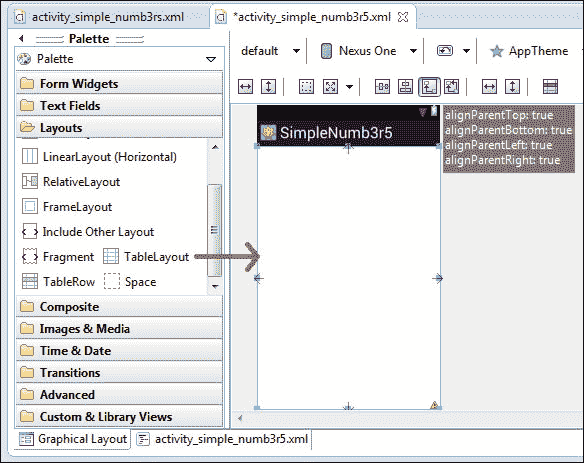 activity_simple_numb3rs.xml
*activity_simple_numb3r5.xml
Palette
Palette
Form Widgets
Text Fields
Layouts
LinearLayout (Horizontal)
RelativeLayout
FrameLayout
Include Other Layout
Fragment TableLayout
TableRow Space
Composite
Images & Media
Time & Date
Transitions
Advanced
Custom & Library Views
default Nexus One AppTheme
SimpleNumb3r5
alignParentTop: true
alignParentBottom: true
alignParentLeft: true
alignParentRight: true
Graphical Layout activity_simple_numb3r5.xml